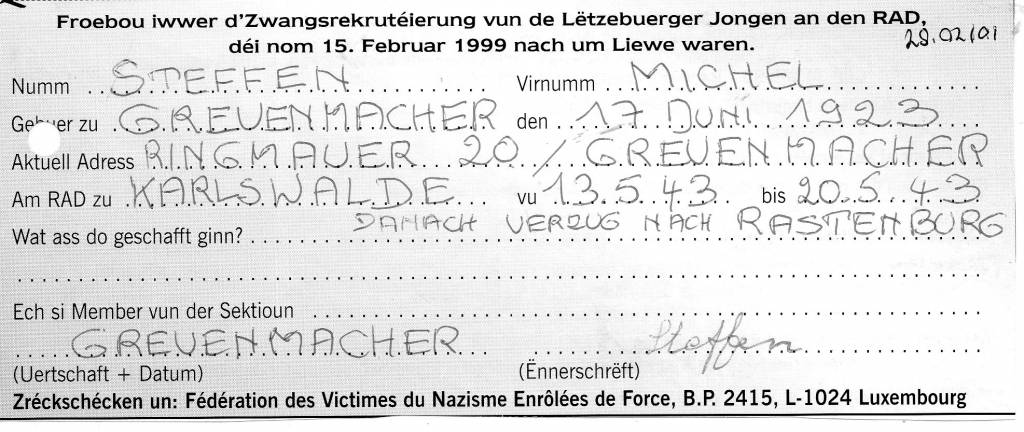 Froebou iwwer d'Zwangsrekrutéierung vun de Lëtzebuerger Jongen an den RAD,
déi nom 15. Februar 1999 nach um Liewe waren. 28.02/01
Numm STEFFEN Virnumm MICHEL
Gebuer zu GREVENMACHER den 17 JUNI 1923
Aktuell Adress RINGMAUER 20 / GREVENMACHER
Am RAD zu KARLSWALDE vu 13.5.43 bis 20.5.43
Wat ass do geschafft ginn? DANACH VERZUG NACH RASTENBURG
Ech si Member vun der Sektioun
GREVENMACHER Steffen
(Uertschaft + Datum) (Ënnerschrëft)
Zréckschécken un: Fédération des Victimes du Nazisme Enrôlées de Force, B.P. 2415, L-1024 Luxembourg